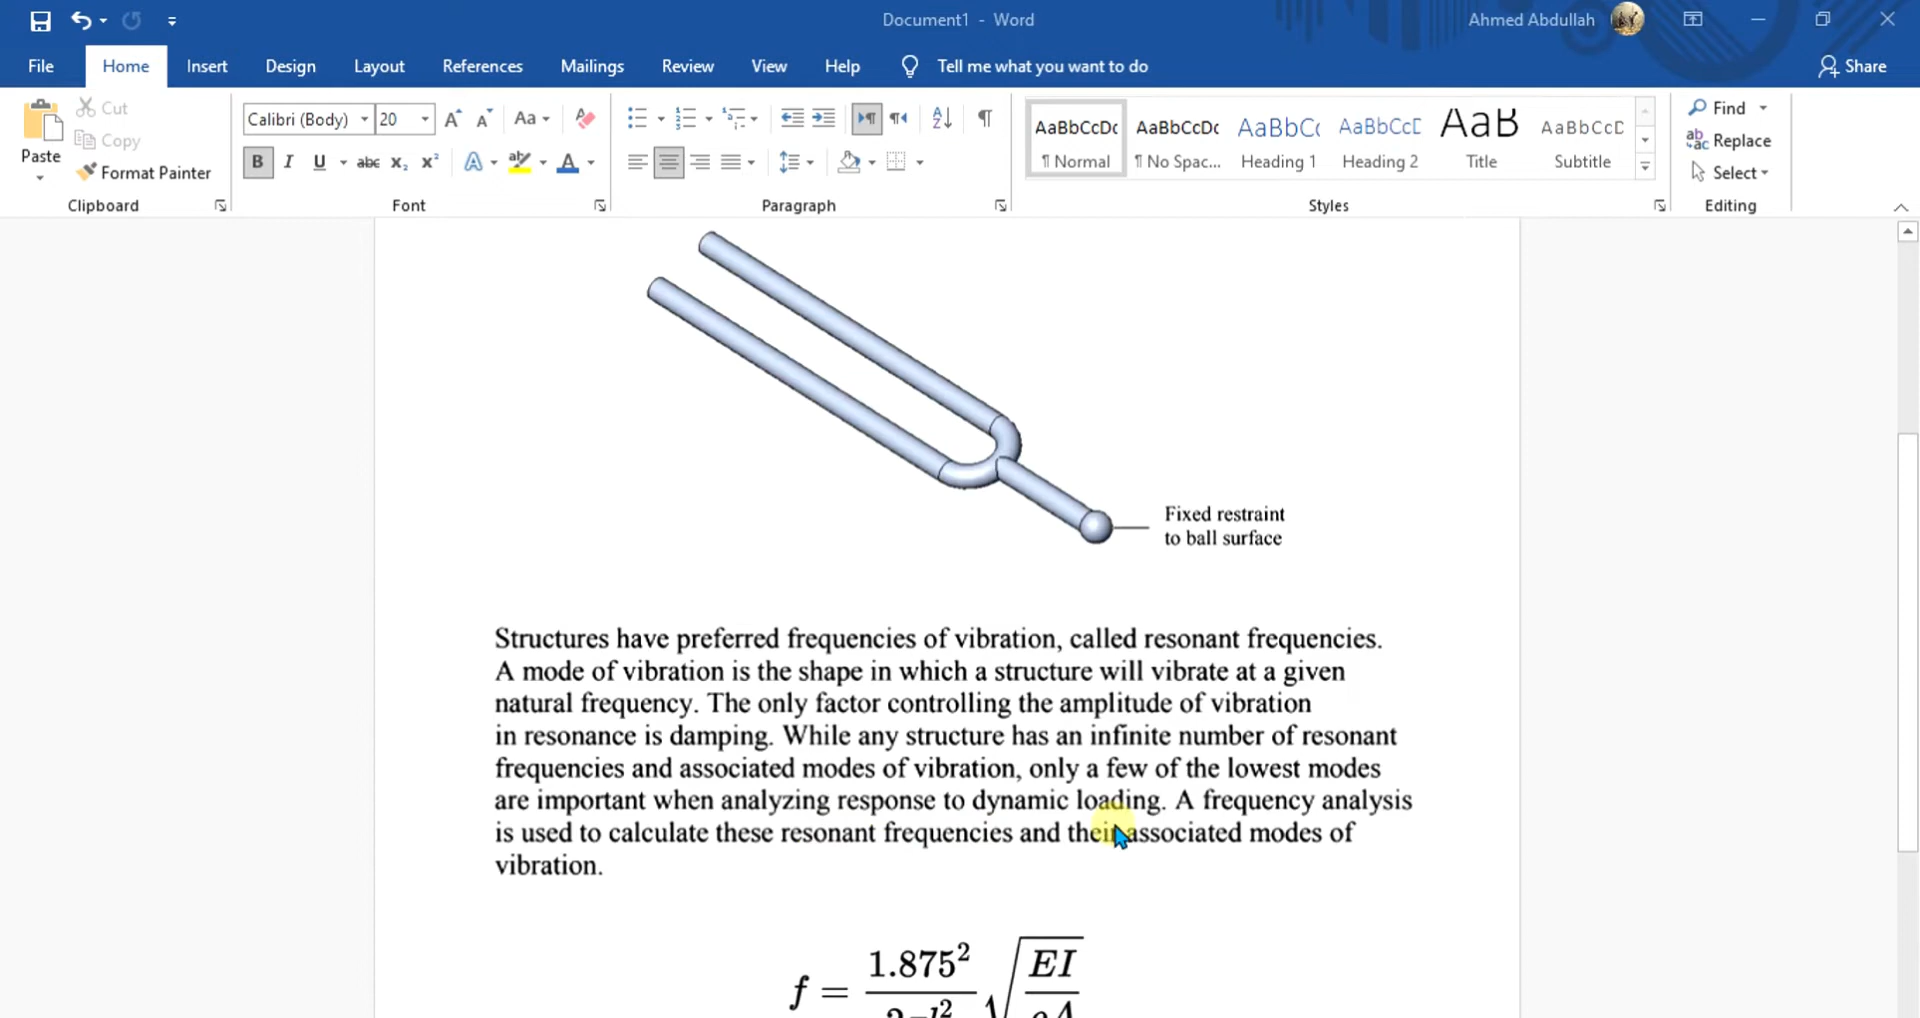 Document1 - Word
Ahmed Abdullah
File Home Insert Design Layout References Mailings Review View Help Tell me what you want to do Share
Cut
Copy
Paste
Format Painter
Clipboard
Calibri (Body) 20
Aa
B I U abc x₂ x²
Font
Paragraph
AaBbCcDc AaBbCcDc AaBbC AaBbCcD AaB AaBbCcD
¶ Normal ¶ No Spac... Heading 1 Heading 2 Title Subtitle
Styles
Find
Replace
Select
Editing
Fixed restraint
to ball surface
Structures have preferred frequencies of vibration, called resonant frequencies.
A mode of vibration is the shape in which a structure will vibrate at a given
natural frequency. The only factor controlling the amplitude of vibration
in resonance is damping. While any structure has an infinite number of resonant
frequencies and associated modes of vibration, only a few of the lowest modes
are important when analyzing response to dynamic loading. A frequency analysis
is used to calculate these resonant frequencies and their associated modes of
vibration.
f = 1.875² √EI